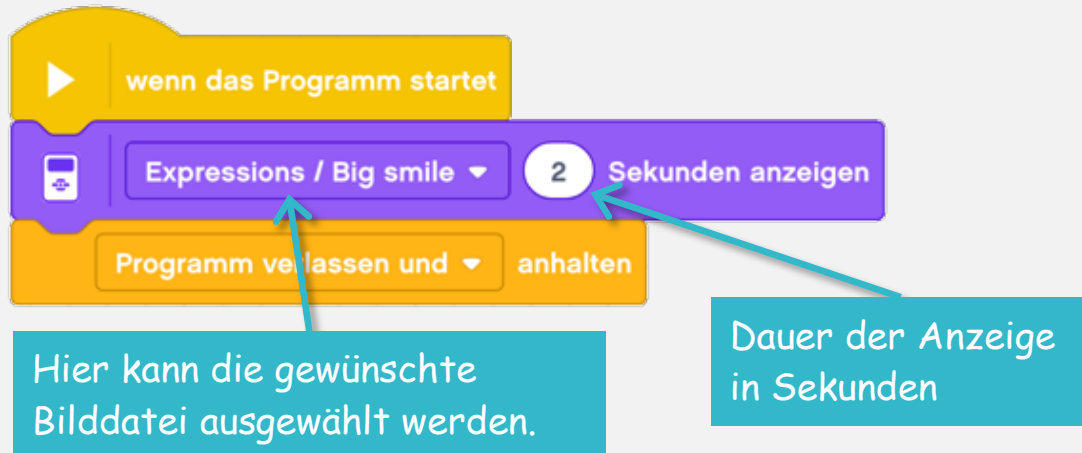 wenn das Programm startet
Expressions / Big smile 2 Sekunden anzeigen
Programm verlassen und anhalten
Hier kann die gewünschte
Bilddatei ausgewählt werden.
Dauer der Anzeige
in Sekunden